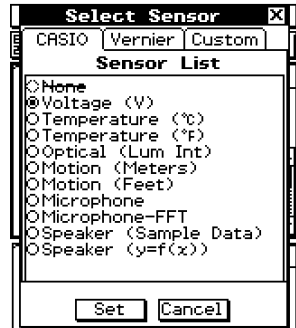 Select Sensor
CASIO Vernier Custom
Sensor List
None
Voltage (V)
Temperature (℃)
Temperature (℉)
Optical (Lum Int)
Motion (Meters)
Motion (Feet)
Microphone
Microphone-FFT
Speaker (Sample Data)
Speaker (y=f(x))
Set Cancel